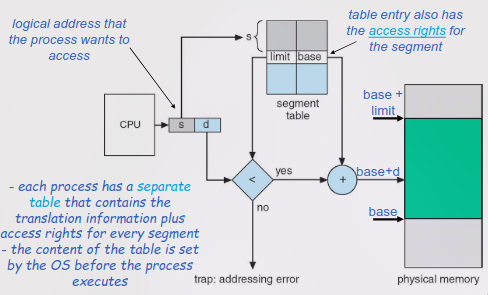 logical address that
the process wants to
access
table entry also has
the access rights for
the segment
s
limit base
segment
table
CPU
s d
base +
limit
< yes + base+d
no
base
- each process has a separate
table that contains the
translation information plus
access rights for every segment
- the content of the table is set
by the OS before the process
executes
trap: addressing error
physical memory